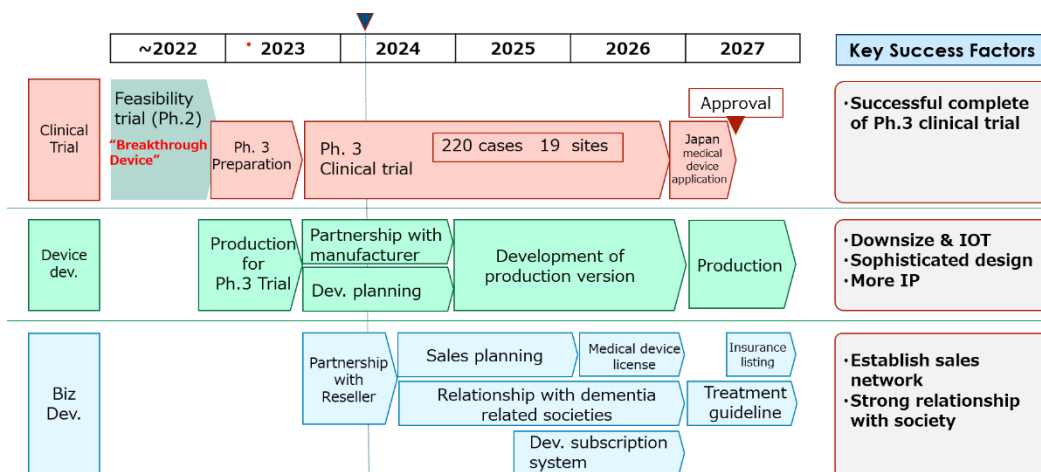 ~2022 2023 2024 2025 2026 2027
Key Success Factors
Clinical
Trial
Feasibility
trial (Ph.2)
"Breakthrough
Device"
Ph. 3
Preparation
Ph. 3
Clinical trial
220 cases 19 sites
Approval
Japan
medical
device
application
・Successful complete
of Ph.3 clinical trial
Device
dev.
Production
for
Ph.3 Trial
Partnership with
manufacturer
Dev. planning
Development of
production version
Production
・Downsize & IOT
・Sophisticated design
・More IP
Biz
Dev.
Partnership
with
Reseller
Sales planning
Medical device
license
Insurance
listing
Relationship with dementia
related societies
Treatment
guideline
Dev. subscription
system
・Establish sales
network
・Strong relationship
with society